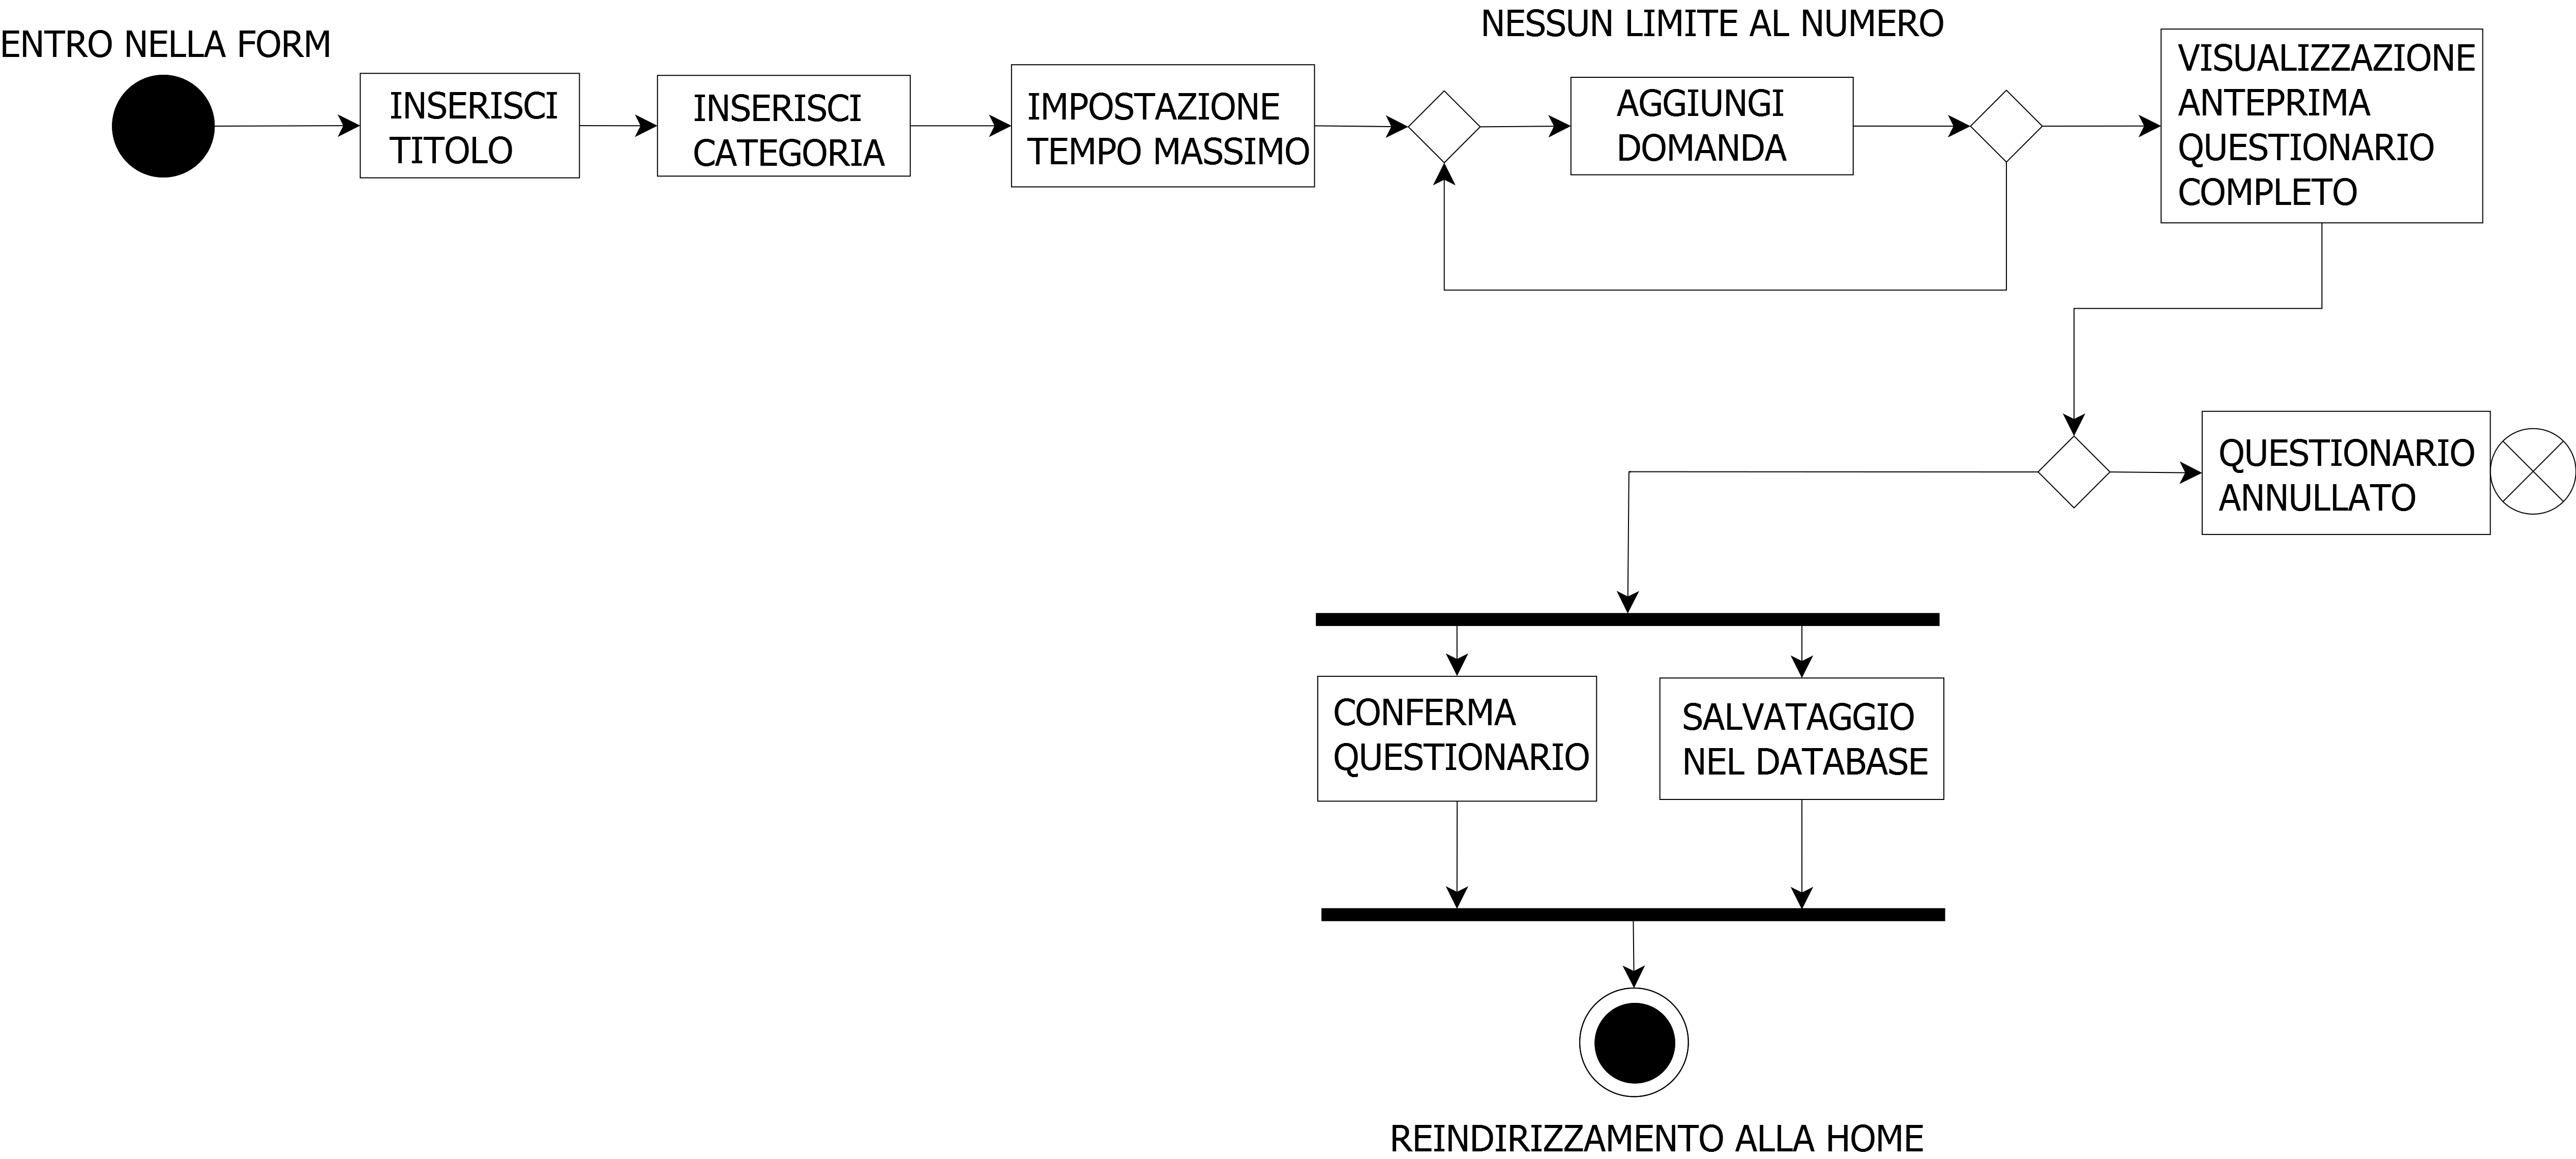 ENTRO NELLA FORM
INSERISCI
TITOLO
INSERISCI
CATEGORIA
IMPOSTAZIONE
TEMPO MASSIMO
NESSUN LIMITE AL NUMERO
AGGIUNGI
DOMANDA
VISUALIZZAZIONE
ANTEPRIMA
QUESTIONARIO
COMPLETO
QUESTIONARIO
ANNULLATO
CONFERMA
QUESTIONARIO
SALVATAGGIO
NEL DATABASE
REINDIRIZZAMENTO ALLA HOME